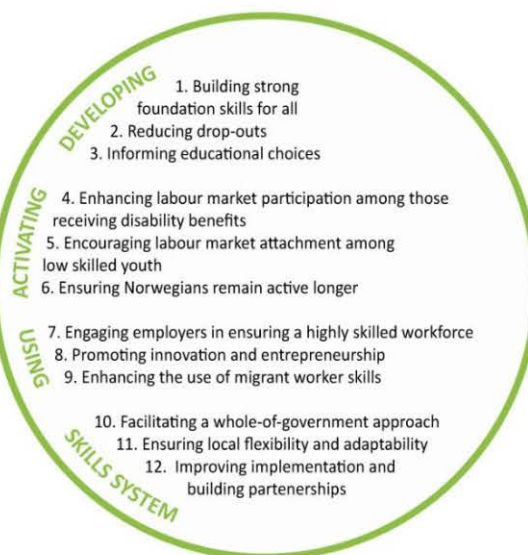 DEVELOPING
1. Building strong
foundation skills for all
2. Reducing drop-outs
3. Informing educational choices
ACTIVATING
4. Enhancing labour market participation among those
receiving disability benefits
5. Encouraging labour market attachment among
low skilled youth
6. Ensuring Norwegians remain active longer
USING
7. Engaging employers in ensuring a highly skilled workforce
8. Promoting innovation and entrepreneurship
9. Enhancing the use of migrant worker skills
SKILLS SYSTEM
10. Facilitating a whole-of-government approach
11. Ensuring local flexibility and adaptability
12. Improving implementation and
building partenerships